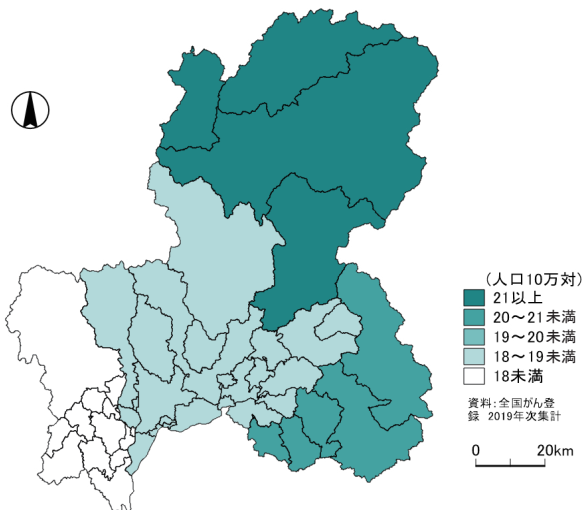 (人口10万対)
21以上
20～21未満
19～20未満
18～19未満
18未満
資料:全国がん登
録 2019年次集計
0 20km